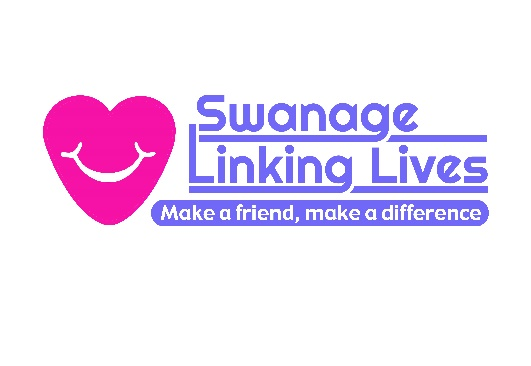 Swanage
Linking Lives
Make a friend, make a difference